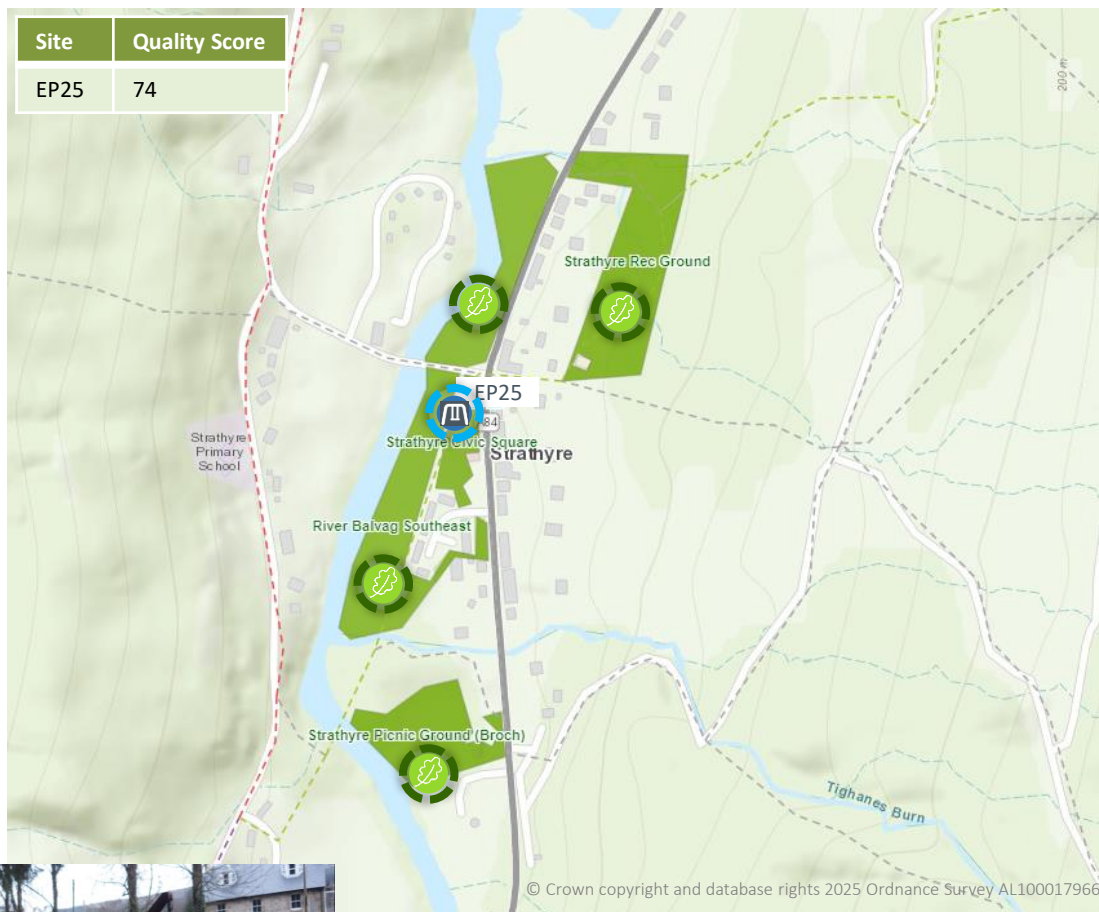 Site Quality Score
EP25 74
200 m
Strathyre Rec Ground
EP25
84
Strathyre Civic Square
Strathyre
Strathyre
Primary
School
River Balvag Southeast
Strathyre Picnic Ground (Broch)
Tighanes Burn
© Crown copyright and database rights 2025 Ordnance Survey AL100017966